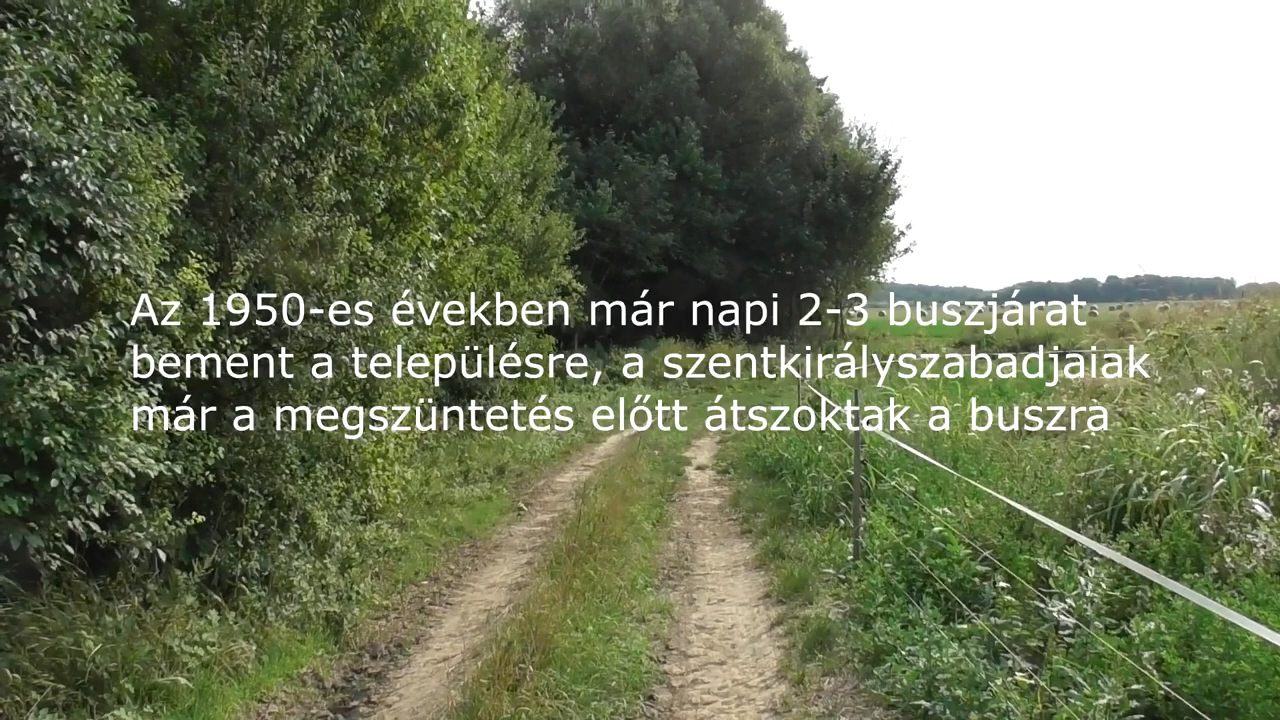 Az 1950-es években már napi 2-3 buszjárat
bement a településre, a szentkirályszabadjaiak
már a megszüntetés előtt átszoktak a buszra